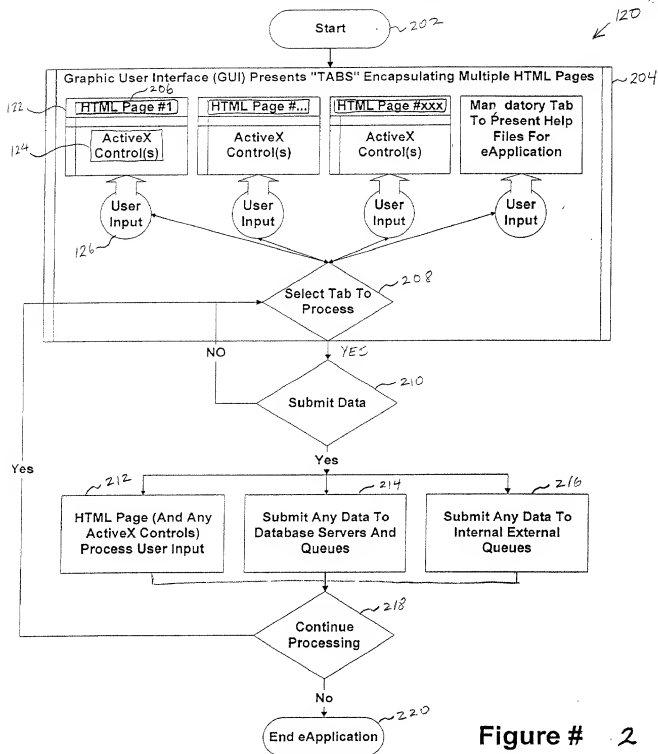 120
Start
202
Graphic User Interface (GUI) Presents "TABS" Encapsulating Multiple HTML Pages
204
206
122
HTML Page #1
HTML Page #...
HTML Page #xxx
Man datory Tab
To Present Help
Files For
eApplication
124
ActiveX
Control(s)
ActiveX
Control(s)
ActiveX
Control(s)
User
Input
User
Input
User
Input
User
Input
126
208
Select Tab To
Process
NO
YES
210
Submit Data
Yes
Yes
212
214
216
HTML Page (And Any
ActiveX Controls)
Process User Input
Submit Any Data To
Database Servers And
Queues
Submit Any Data To
Internal External
Queues
218
Continue
Processing
No
220
End eApplication
Figure # 2